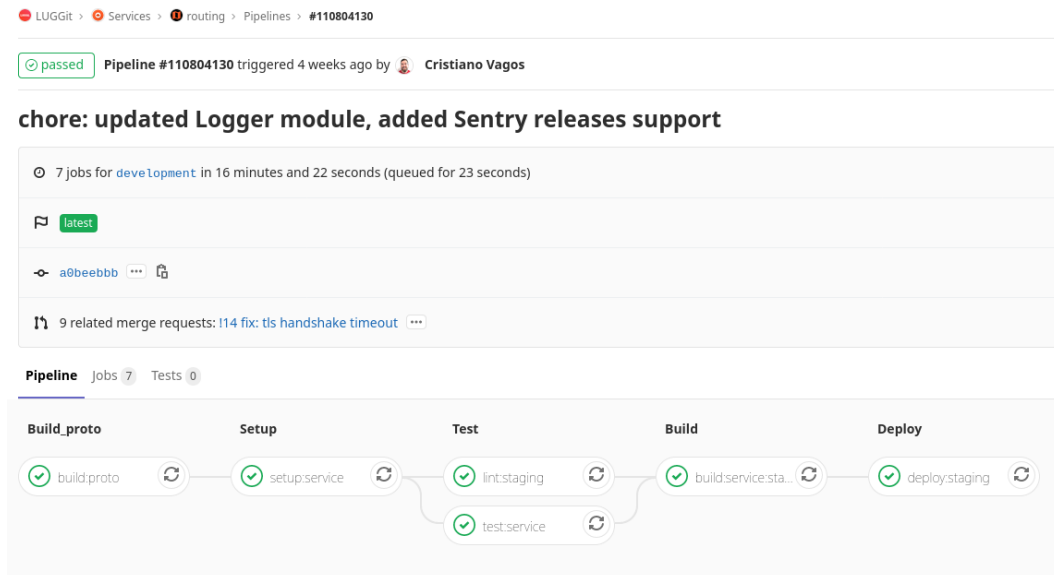 LUGGit > Services > routing > Pipelines > #110804130
passed Pipeline #110804130 triggered 4 weeks ago by Cristiano Vagos
chore: updated Logger module, added Sentry releases support
7 jobs for development in 16 minutes and 22 seconds (queued for 23 seconds)
latest
a0beebbb ...
9 related merge requests: !14 fix: tls handshake timeout ...
Pipeline Jobs 7 Tests 0
Build_proto Setup Test Build Deploy
build:proto setup:service lint:staging build:service:sta... deploy:staging
test:service